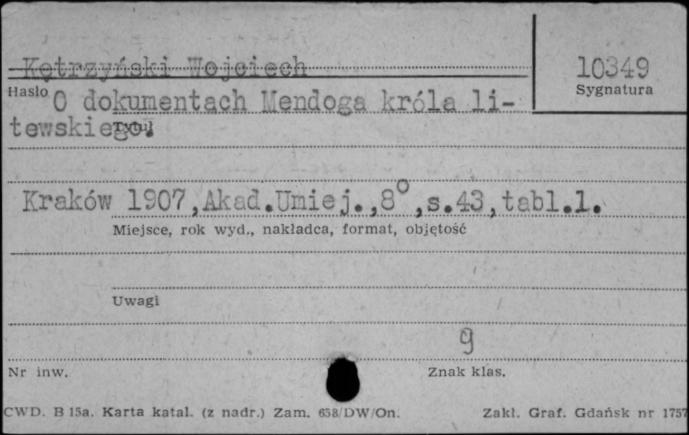 Kętrzyński Wojciech
10349
Hasło
Sygnatura
O dokumentach Mendoga króla li-
tewskiego.
Tytuł
Kraków 1907,Akad.Umiej.,8°,s.43,tabl.1.
Miejsce, rok wyd., nakładca, format, objętość
Uwagi
9
Nr inw.
Znak klas.
CWD. B 15a. Karta katal. (z nadr.) Zam. 658/DW/On.
Zakł. Graf. Gdańsk nr 1757